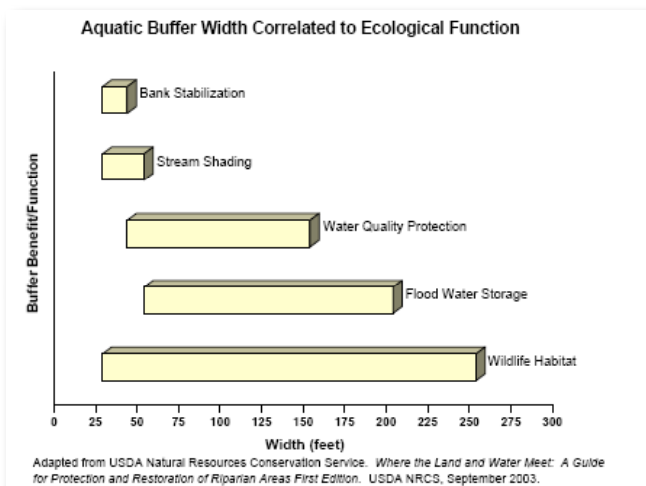 Aquatic Buffer Width Correlated to Ecological Function
Buffer Benefit/Function
Bank Stabilization
Stream Shading
Water Quality Protection
Flood Water Storage
Wildlife Habitat
0 25 50 75 100 125 150 175 200 225 250 275 300
Width (feet)
Adapted from USDA Natural Resources Conservation Service. Where the Land and Water Meet: A Guide
for Protection and Restoration of Riparian Areas First Edition. USDA NRCS, September 2003.